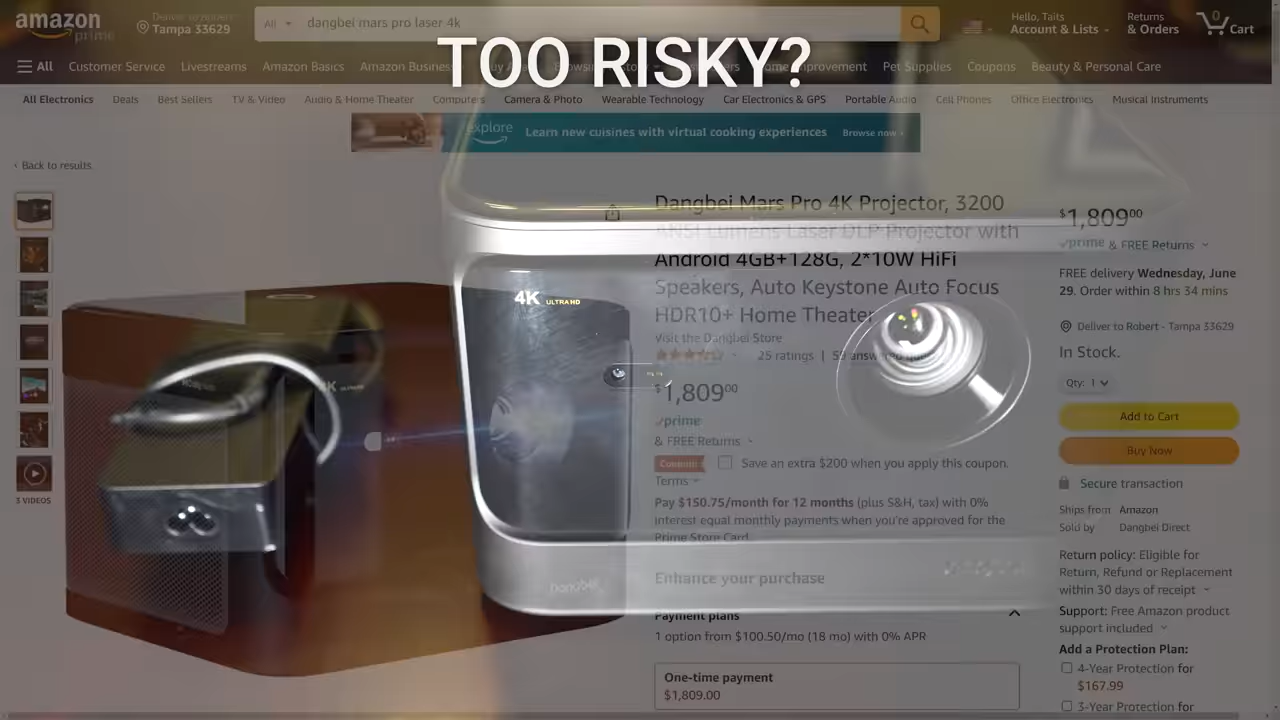 amazon
prime
Deliver to
Tampa 33629
All
dangbei mars pro laser 4k
Hello, Taits
Account & Lists
Returns
& Orders
0
Cart
TOO RISKY?
All
Customer Service
Livestreams
Amazon Basics
Amazon Business
Pet Supplies
Coupons
Beauty & Personal Care
All Electronics
Deals
Best Sellers
TV & Video
Audio & Home Theater
Computers
Camera & Photo
Wearable Technology
Car Electronics & GPS
Portable Audio
Cell Phones
Office Electronics
Musical Instruments
explore
Learn new cuisines with virtual cooking experiences
Browse now ›
‹ Back to results
3 VIDEOS
4K ULTRA HD
Dangbei Mars Pro 4K Projector, 3200
ANSI Lumens Laser DLP Projector with
Android 4GB+128G, 2*10W HiFi
Speakers, Auto Keystone Auto Focus
HDR10+ Home Theater
Visit the Dangbei Store
25 ratings |
$1,809.00
prime
& FREE Returns
Coupon:
Save an extra $200 when you apply this coupon.
Terms
Pay $150.75/month for 12 months (plus S&H, tax) with 0%
interest equal monthly payments when you're approved for the
Prime Store Card.
Enhance your purchase
Payment plans
1 option from $100.50/mo (18 mo) with 0% APR
One-time payment
$1,809.00
$1,809.00
prime & FREE Returns
FREE delivery Wednesday, June
29. Order within 8 hrs 34 mins
Deliver to Robert - Tampa 33629
In Stock.
Qty: 1
Add to Cart
Buy Now
Secure transaction
Ships from Amazon
Sold by Dangbei Direct
Return policy: Eligible for
Return, Refund or Replacement
within 30 days of receipt
Support: Free Amazon product
support included
Add a Protection Plan:
4-Year Protection for
$167.99
3-Year Protection for